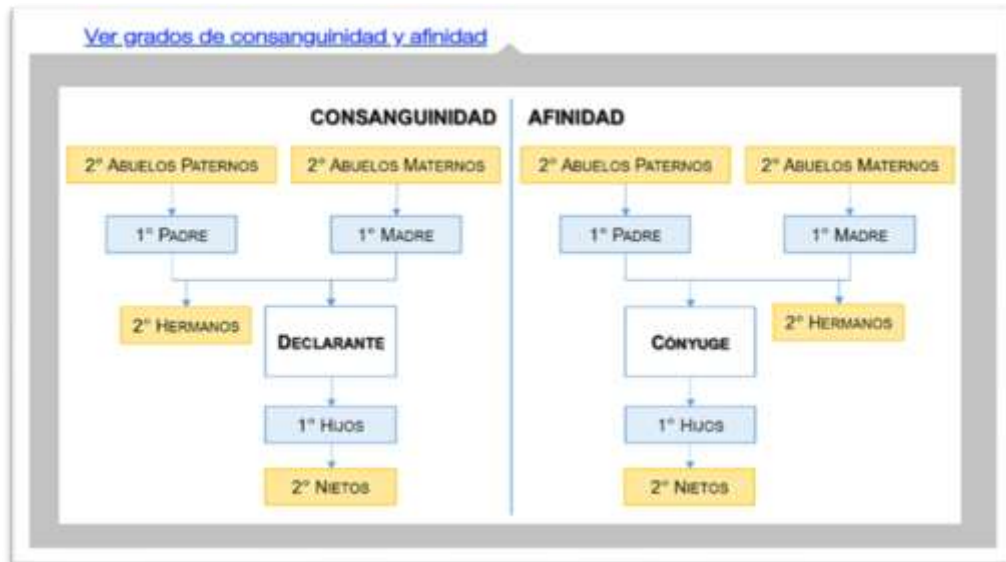 Ver grados de consanguinidad y afinidad
CONSANGUINIDAD
AFINIDAD
2° ABUELOS PATERNOS
2° ABUELOS MATERNOS
2° ABUELOS PATERNOS
2° ABUELOS MATERNOS
1° PADRE
1° MADRE
1° PADRE
1° MADRE
2° HERMANOS
DECLARANTE
CÓNYUGE
2° HERMANOS
1° HIJOS
1° HIJOS
2° NIETOS
2° NIETOS